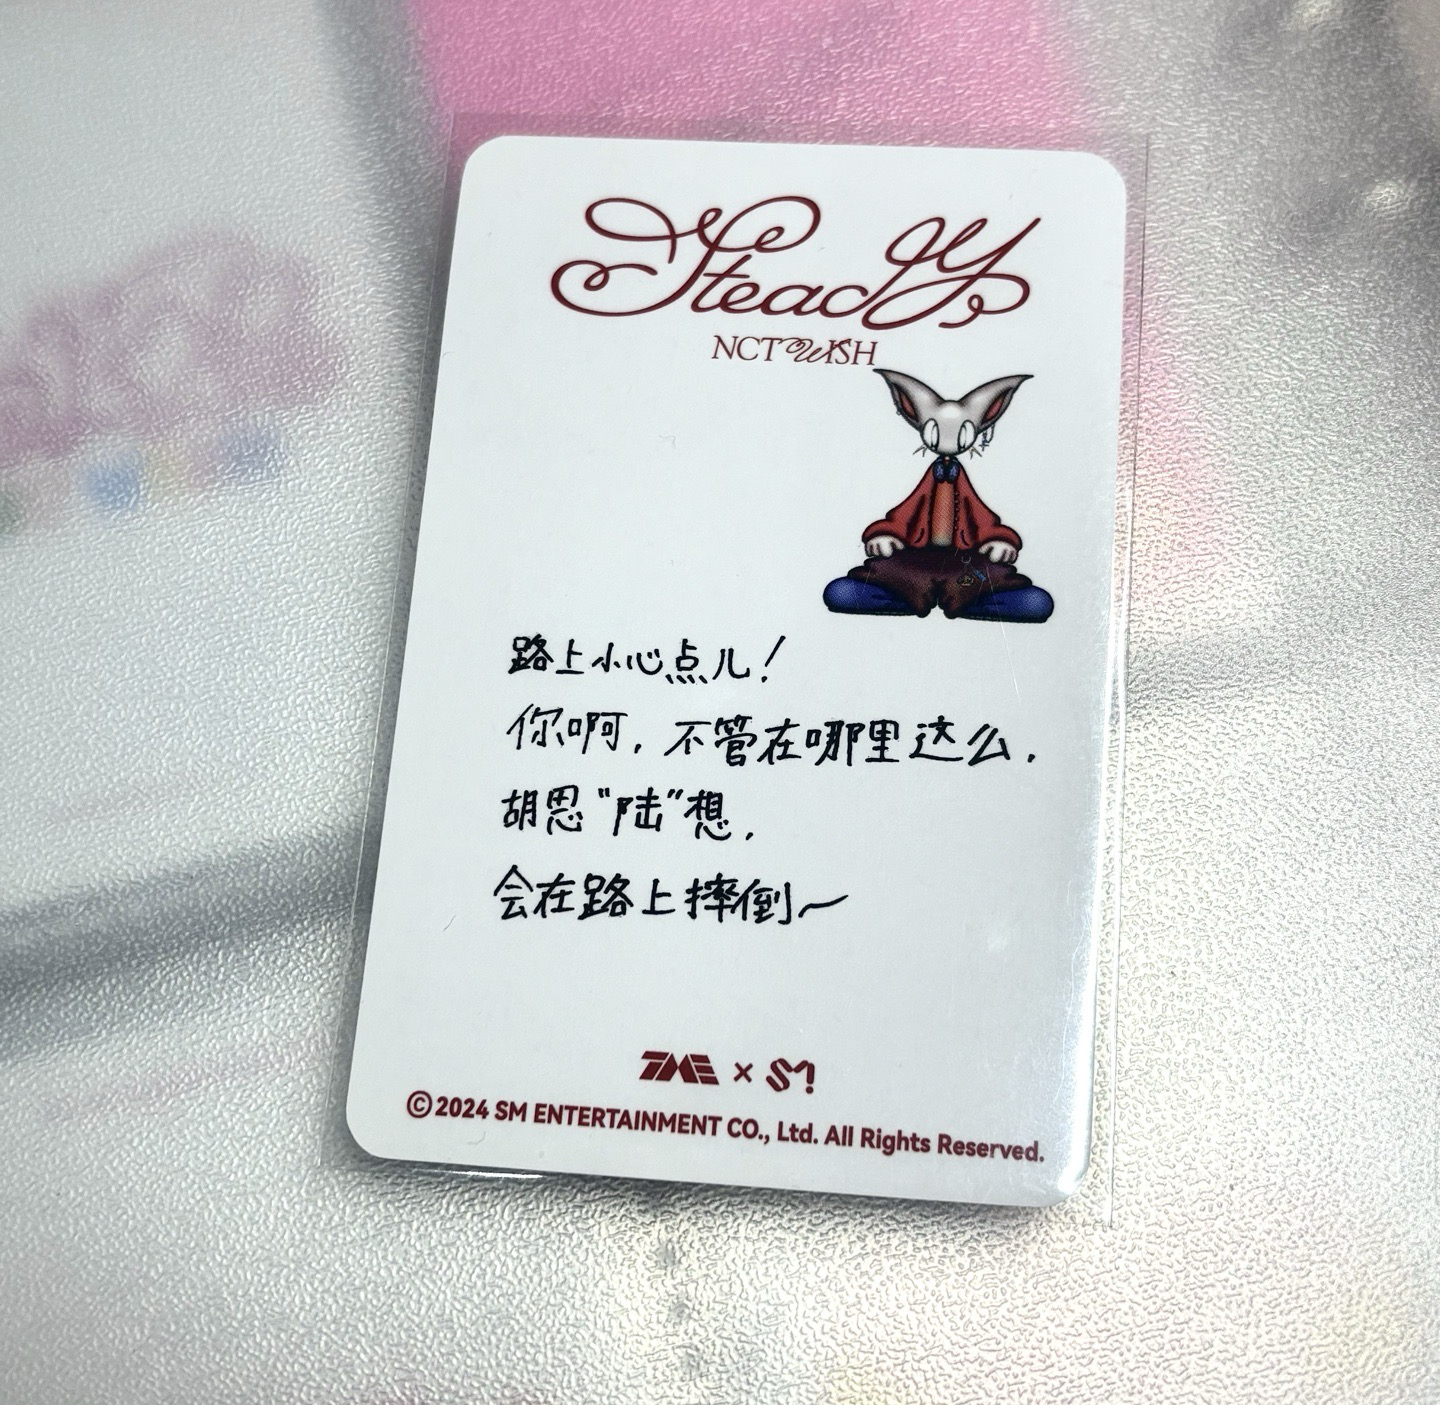 Steady
NCT WISH
路上小心点儿！
你啊，不管在哪里这么，
胡思“陆”想，
会在路上摔倒～
TME × SM
©2024 SM ENTERTAINMENT CO., Ltd. All Rights Reserved.